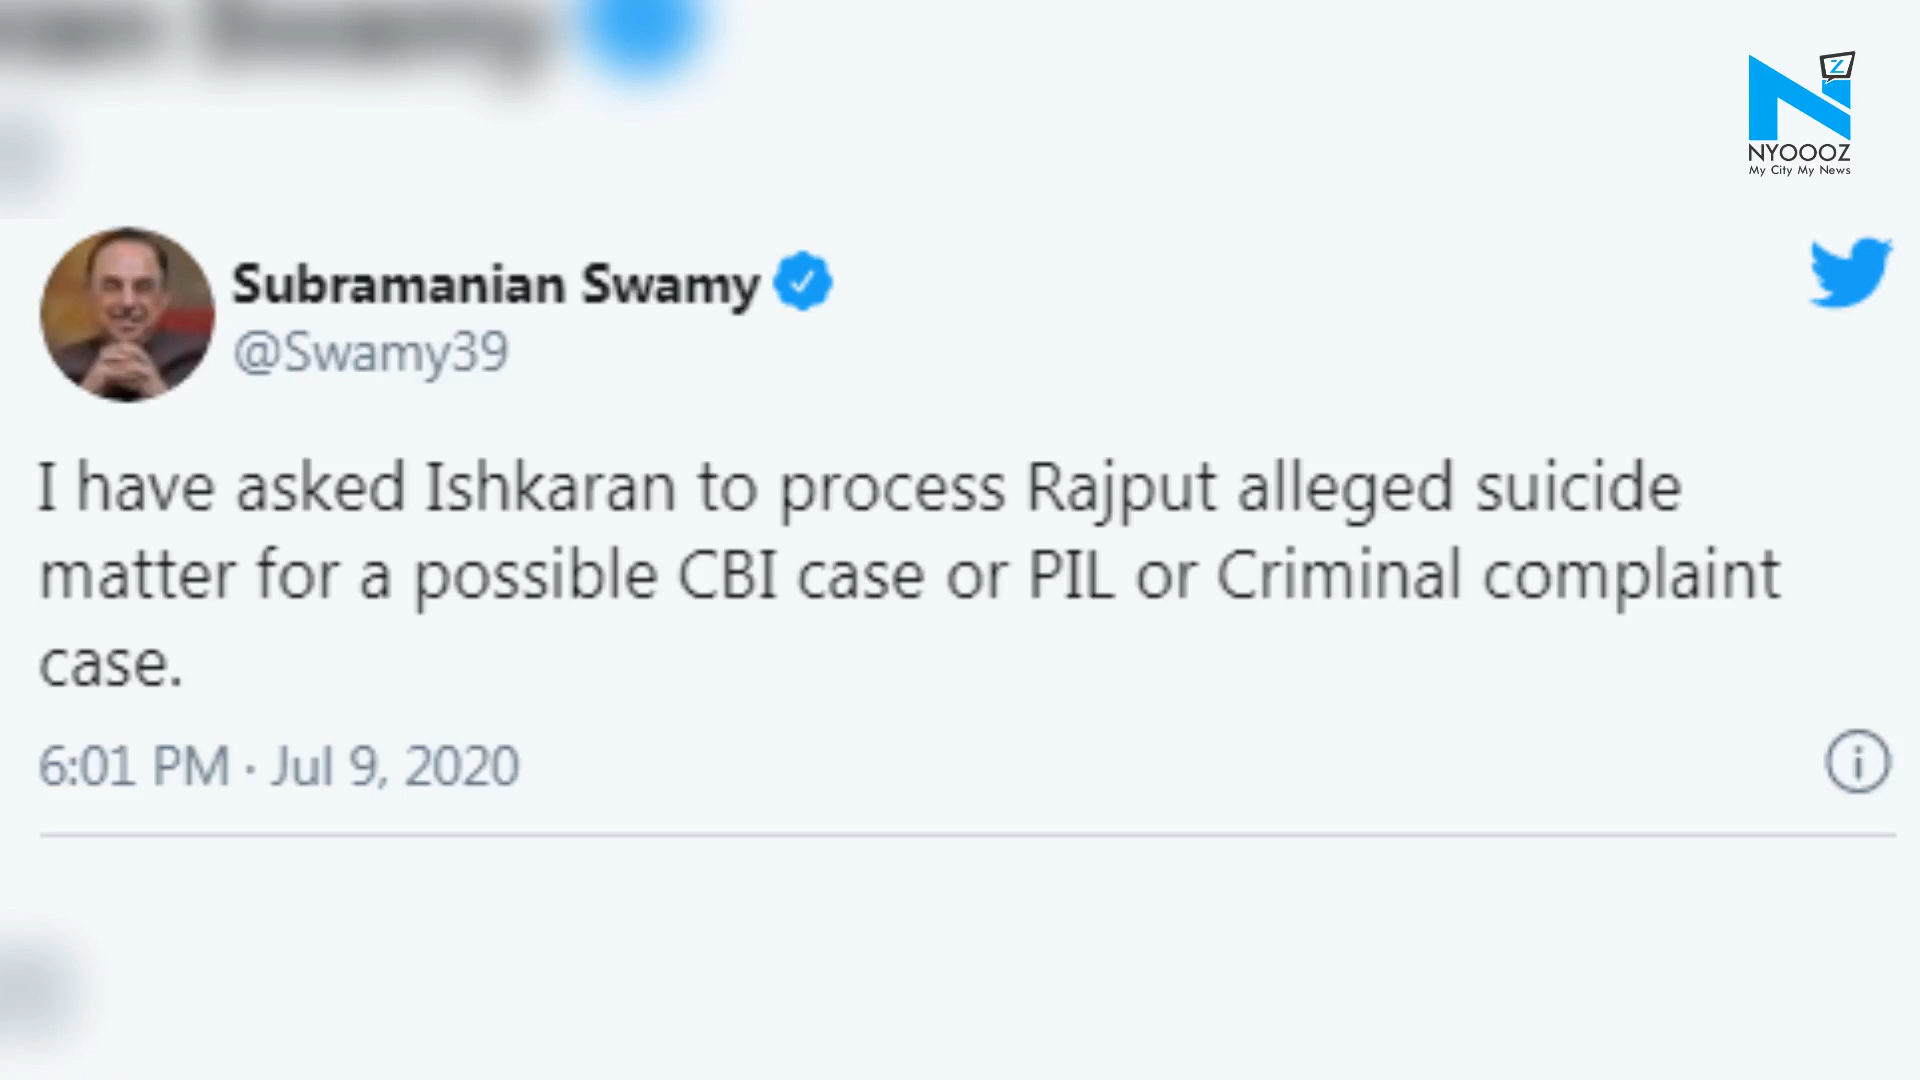 Swamy
Z
NYOOOZ
My City My News
Subramanian Swamy
@Swamy39
I have asked Ishkaran to process Rajput alleged suicide
matter for a possible CBI case or PIL or Criminal complaint
case.
6:01 PM · Jul 9, 2020